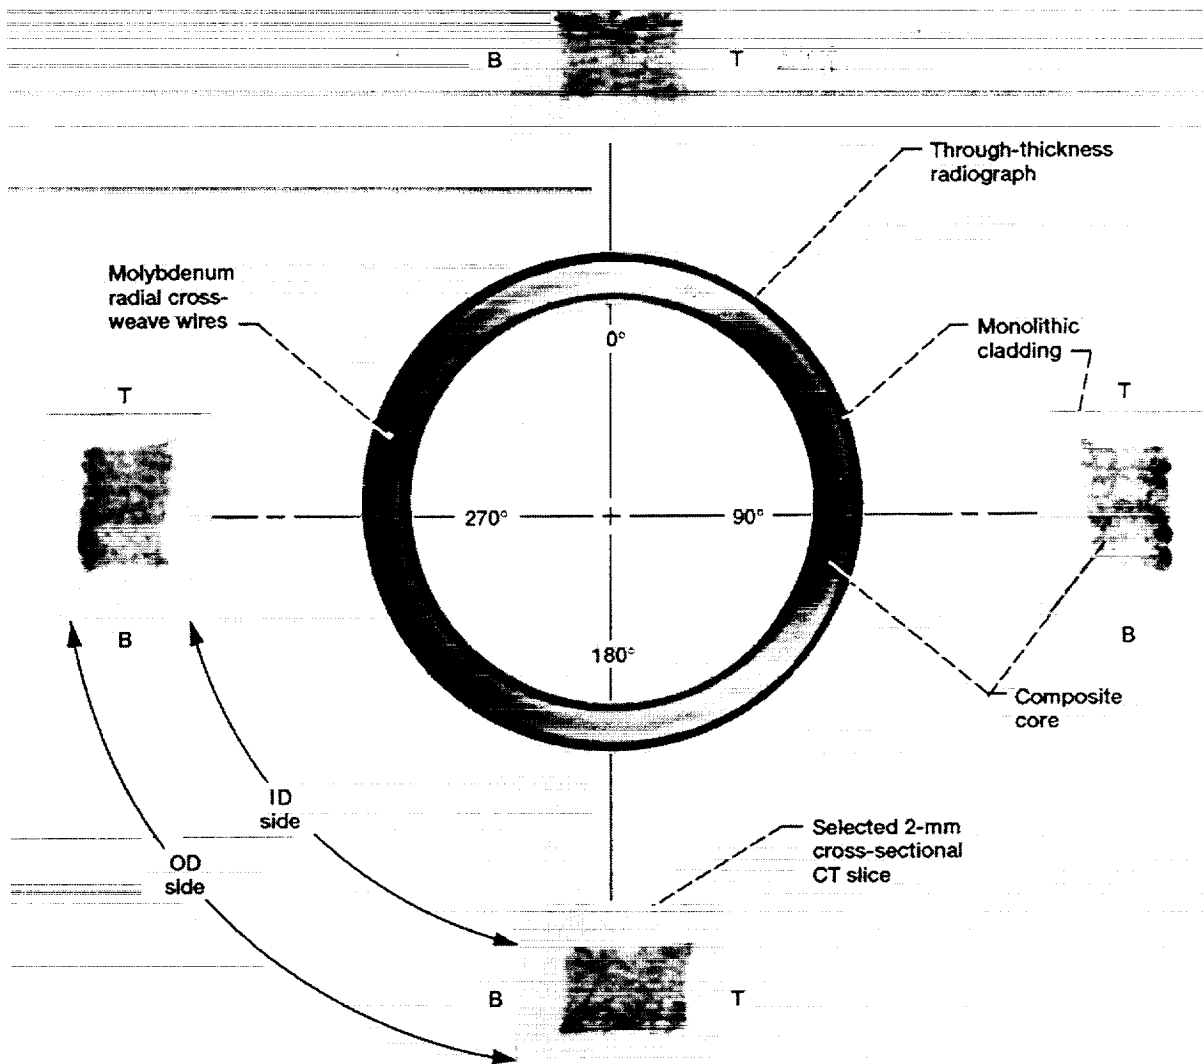 B
T
Through-thickness
radiograph
Molybdenum
radial cross-
weave wires
0°
Monolithic
cladding
T
T
270°
90°
B
180°
B
Composite
core
ID
side
OD
side
Selected 2-mm
cross-sectional
CT slice
B
T